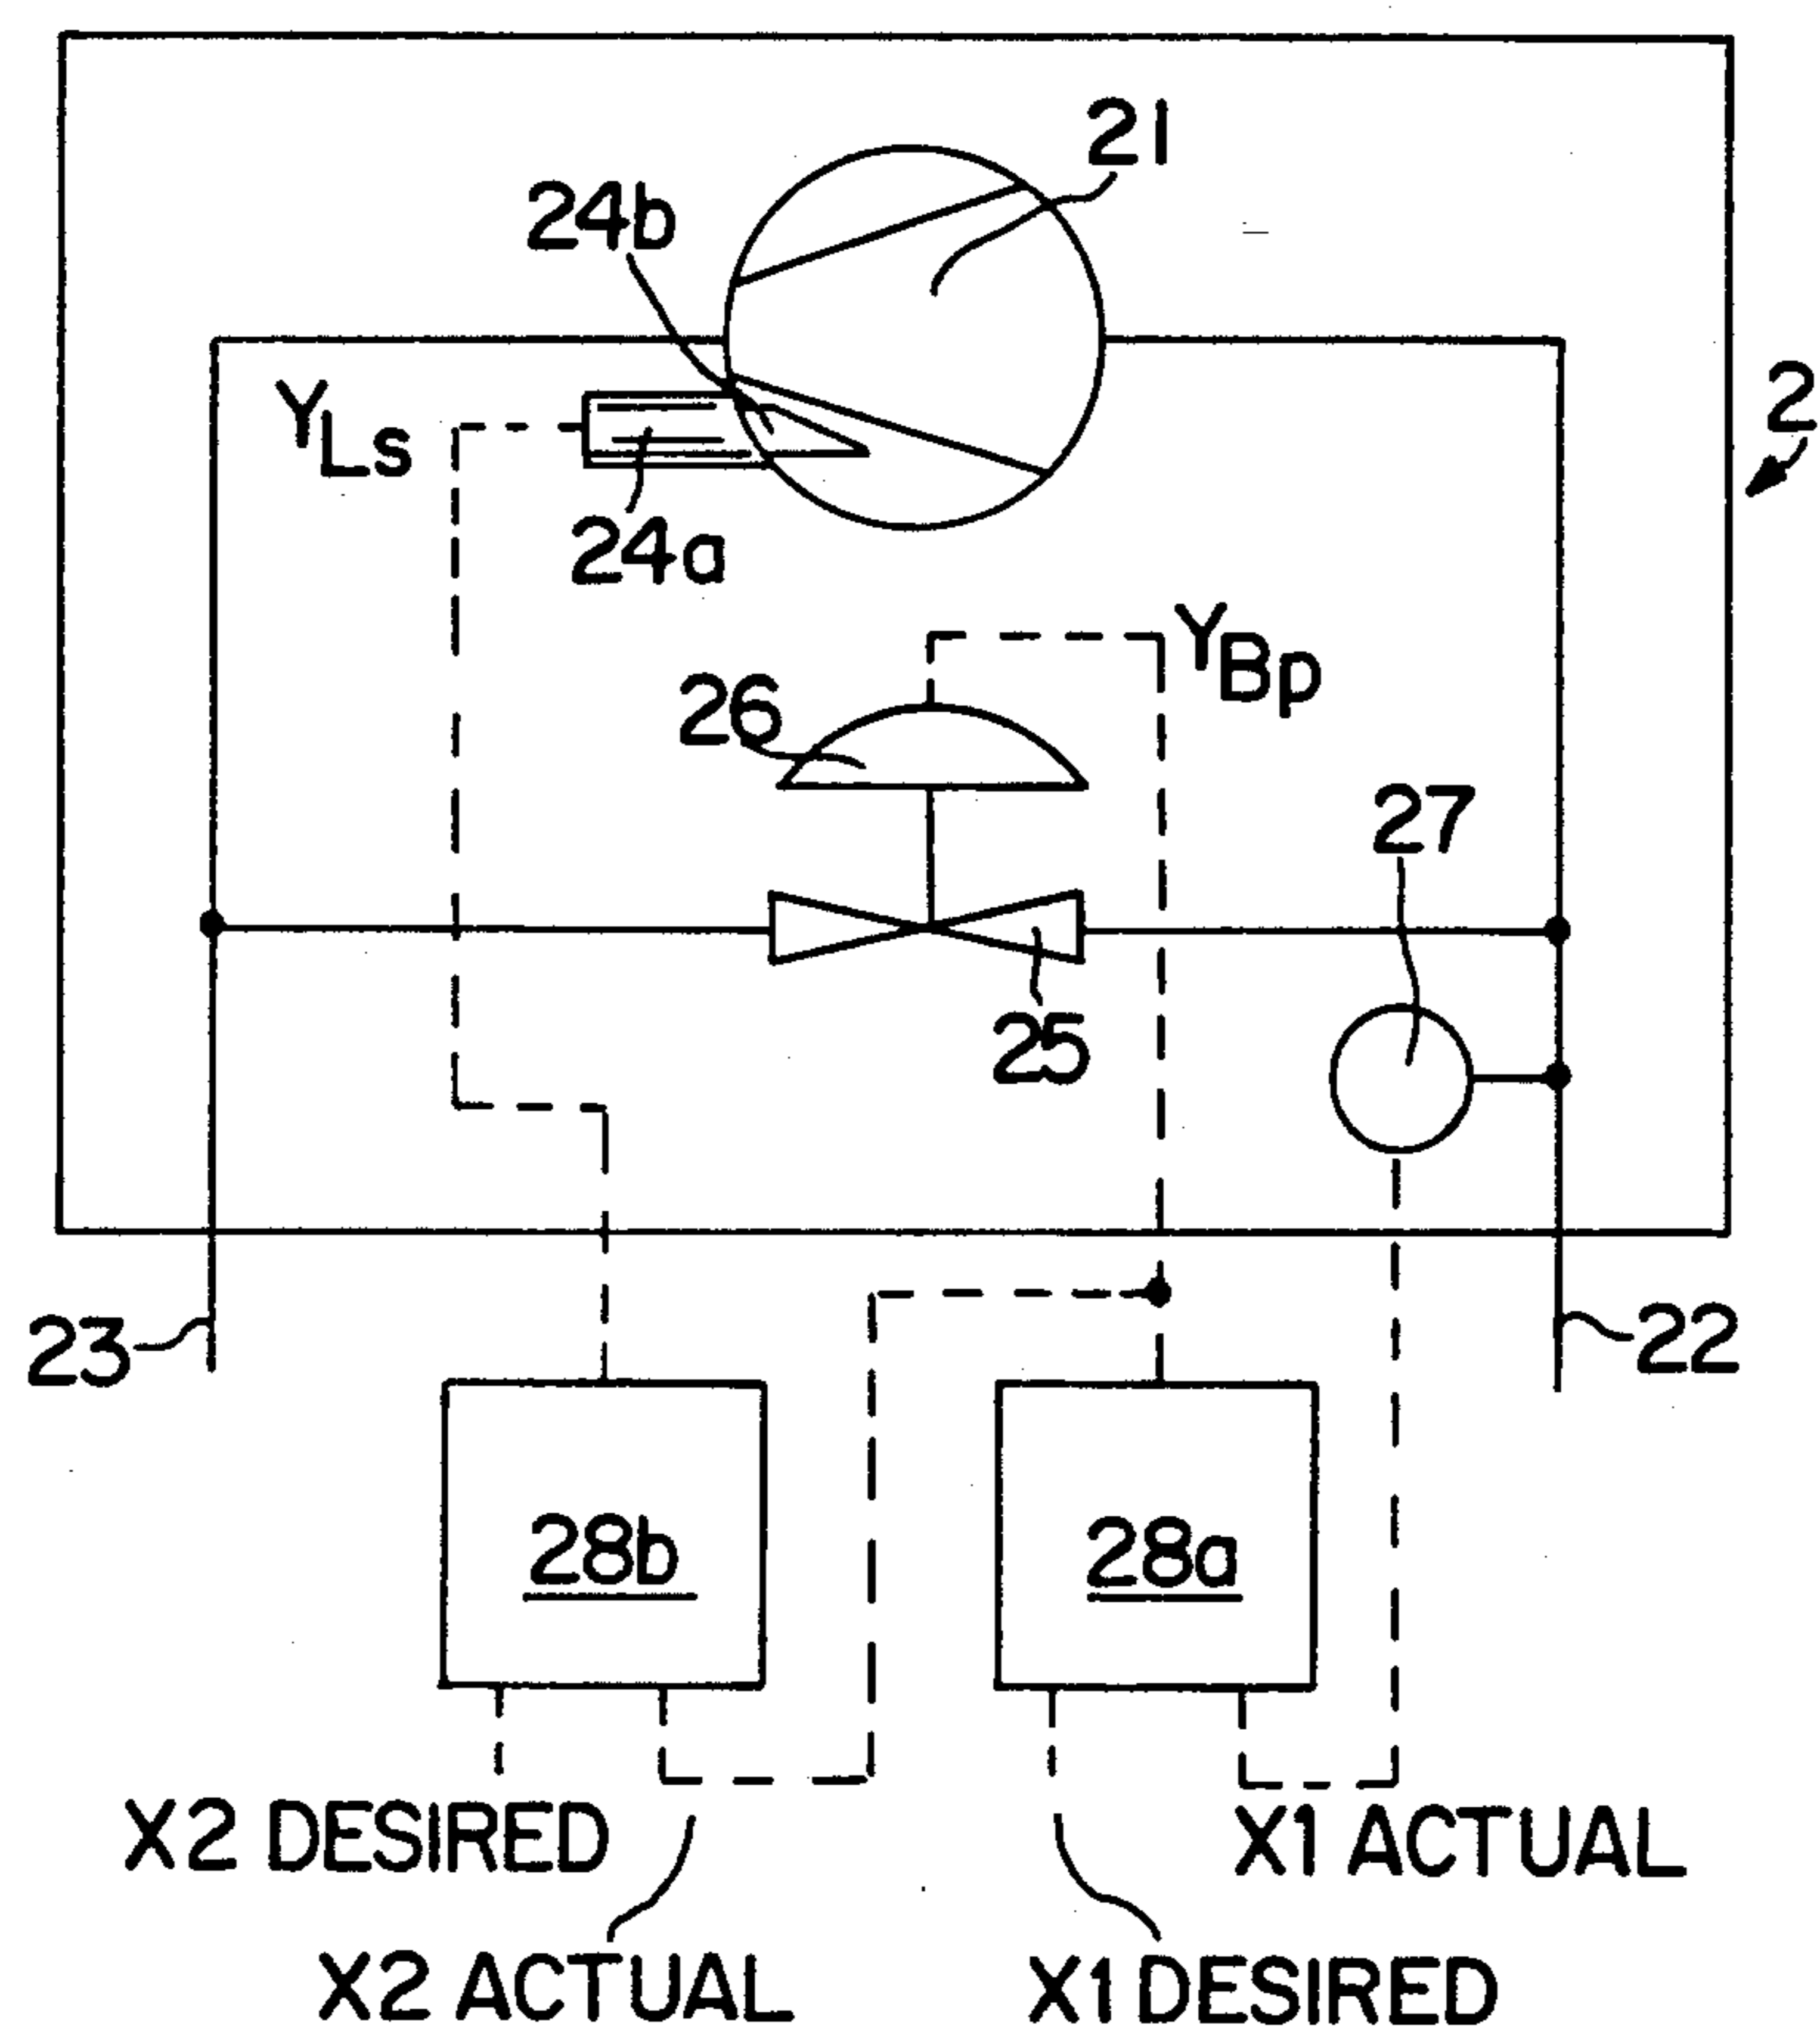 21
24b
2
YLs
24a
YBp
26
27
25
23
22
28b
28a
X2 DESIRED
X1 ACTUAL
X2 ACTUAL
X1 DESIRED